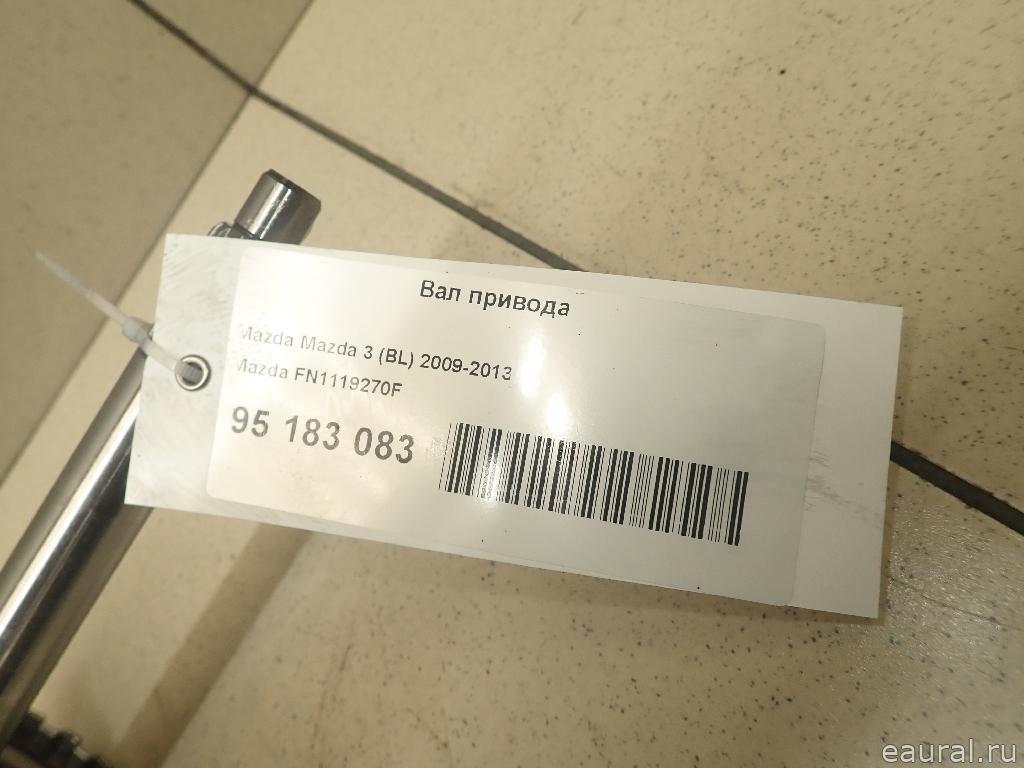 Вал привода
Mazda Mazda 3 (BL) 2009-2013
Mazda FN1119270F
95 183 083
eaural.ru